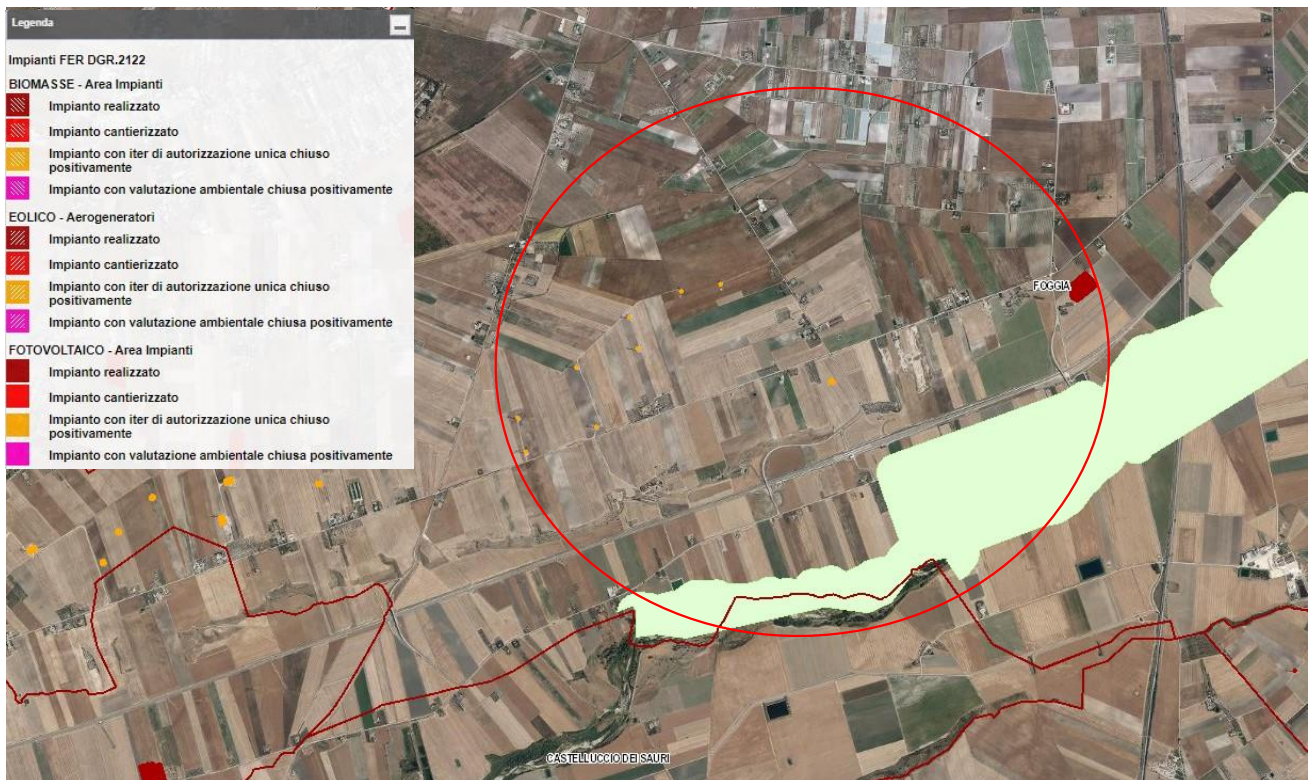 Legenda
Impianti FER DGR.2122
BIOMASSE - Area Impianti
Impianto realizzato
Impianto cantierizzato
Impianto con iter di autorizzazione unica chiuso
positivamente
Impianto con valutazione ambientale chiusa positivamente
EOLICO - Aerogeneratori
Impianto realizzato
Impianto cantierizzato
Impianto con iter di autorizzazione unica chiuso
positivamente
Impianto con valutazione ambientale chiusa positivamente
FOTOVOLTAICO - Area Impianti
Impianto realizzato
Impianto cantierizzato
Impianto con iter di autorizzazione unica chiuso
positivamente
Impianto con valutazione ambientale chiusa positivamente
FOGGIA
CASTELLUCCIO DEI SAURI